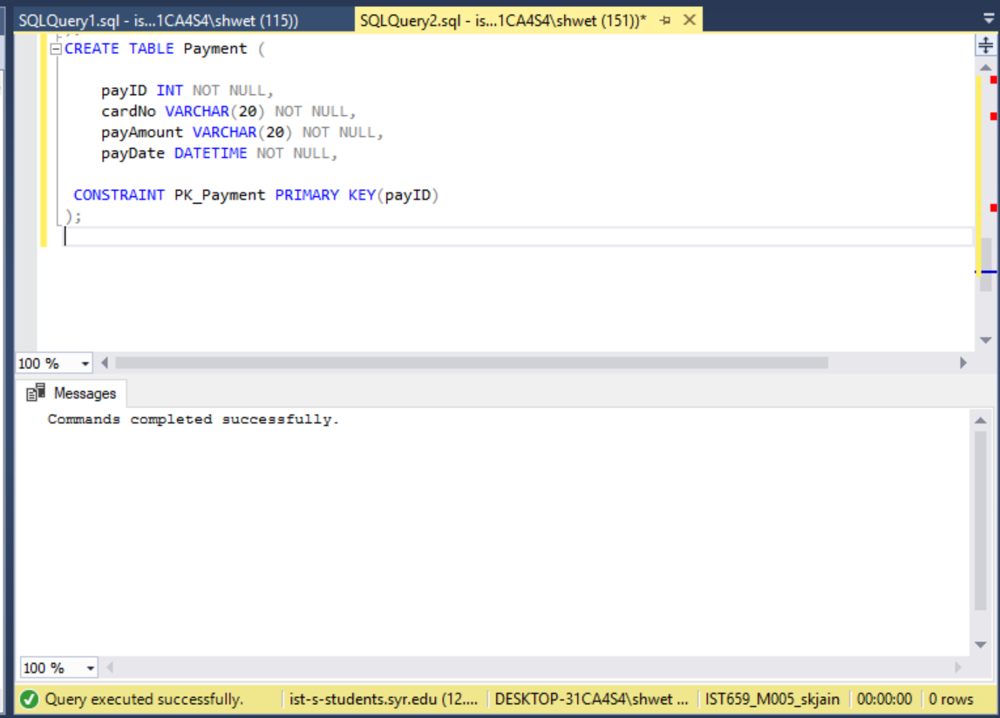 SQLQuery1.sql - is...1CA4S4\shwet (115))
SQLQuery2.sql - is...1CA4S4\shwet (151))*
CREATE TABLE Payment (
payID INT NOT NULL,
cardNo VARCHAR(20) NOT NULL,
payAmount VARCHAR(20) NOT NULL,
payDate DATETIME NOT NULL,
CONSTRAINT PK_Payment PRIMARY KEY(payID)
);
100 %
Messages
Commands completed successfully.
100 %
Query executed successfully.
ist-s-students.syr.edu (12....
DESKTOP-31CA4S4\shwet ...
IST659_M005_skjain
00:00:00
0 rows